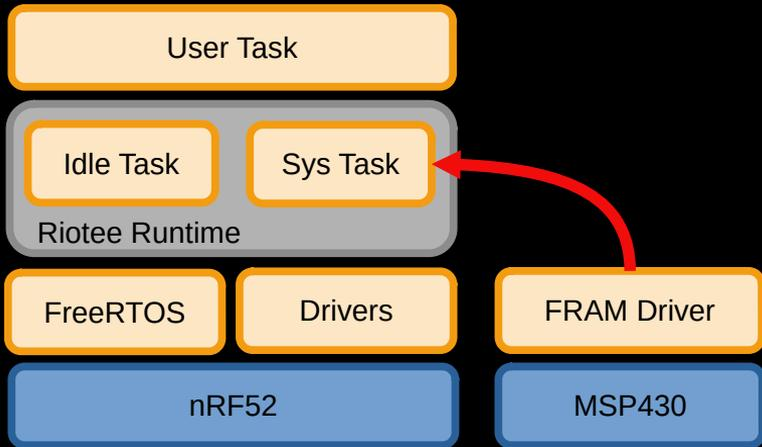 User Task
Idle Task
Sys Task
Riotee Runtime
FreeRTOS
Drivers
FRAM Driver
nRF52
MSP430